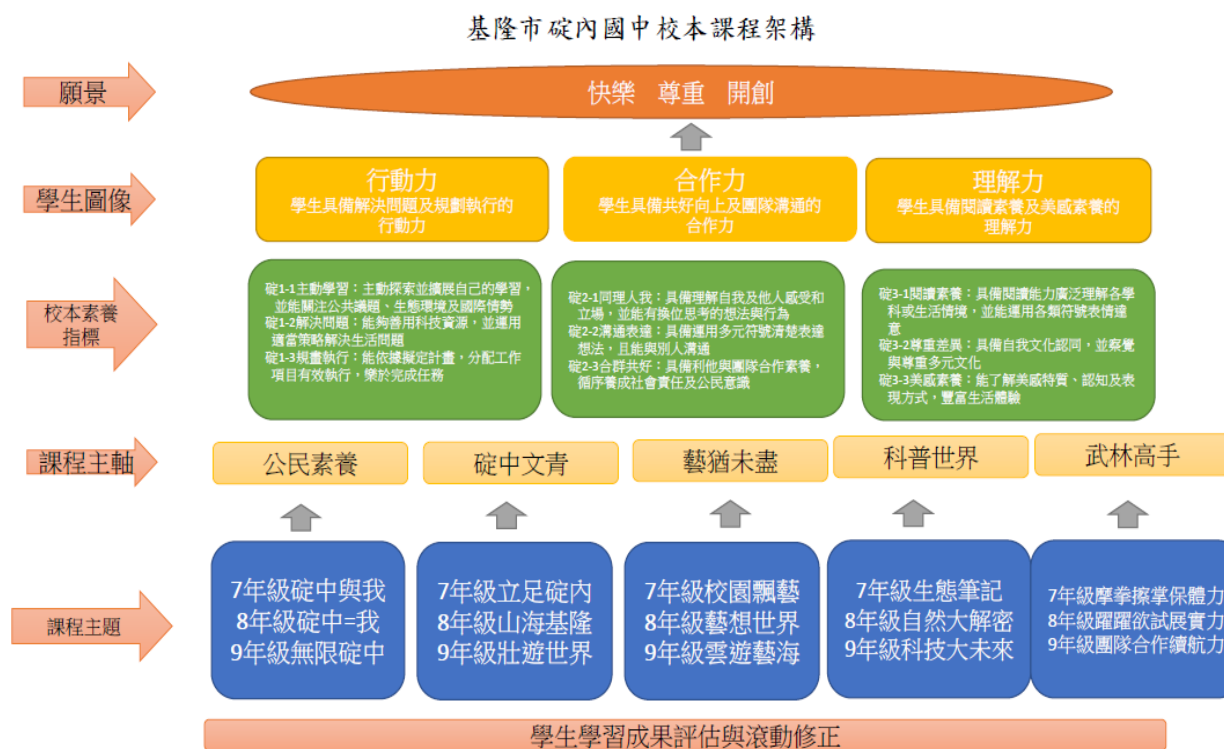 基隆市碇內國中校本課程架構
願景
快樂 尊重 開創
學生圖像
行動力
學生具備解決問題及規劃執行的
行動力
合作力
學生具備共好向上及團隊溝通的
合作力
理解力
學生具備閱讀素養及美感素養的
理解力
校本素養
指標
碇1-1主動學習：主動探索並擴展自己的學習，
並能關注公共議題、生態環境及國際情勢
碇1-2解決問題：能夠善用科技資源，並運用
適當策略解決生活問題
碇1-3規畫執行：能依據擬定計畫，分配工作
項目有效執行，樂於完成任務
碇2-1同理人我：具備理解自我及他人感受和
立場，並能有換位思考的想法與行為
碇2-2溝通表達：具備運用多元符號清楚表達
想法，且能與別人溝通
碇2-3合群共好：具備利他與團隊合作素養，
循序養成社會責任及公民意識
碇3-1閱讀素養：具備閱讀能力廣泛理解各學
科或生活情境，並能運用各類符號表情達
意
碇3-2尊重差異：具備自我文化認同，並察覺
與尊重多元文化
碇3-3美感素養：能了解美感特質、認知及表
現方式，豐富生活體驗
課程主軸
公民素養
碇中文青
藝猶未盡
科普世界
武林高手
課程主題
7年級碇中與我
8年級碇中=我
9年級無限碇中
7年級立足碇內
8年級山海基隆
9年級壯遊世界
7年級校園飄藝
8年級藝想世界
9年級雲遊藝海
7年級生態筆記
8年級自然大解密
9年級科技大未來
7年級摩拳擦掌保體力
8年級躍躍欲試展實力
9年級團隊合作續航力
學生學習成果評估與滾動修正